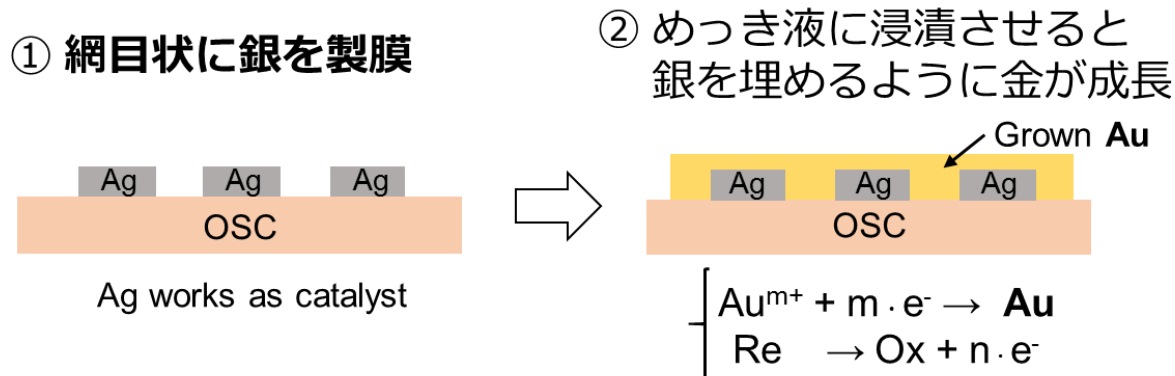 ① 網目状に銀を製膜
Ag Ag Ag
OSC
Ag works as catalyst
② めっき液に浸漬させると
銀を埋めるように金が成長
Grown Au
Ag Ag Ag
OSC
Auᵐ⁺ + m · e⁻ → Au
Re → Ox + n · e⁻